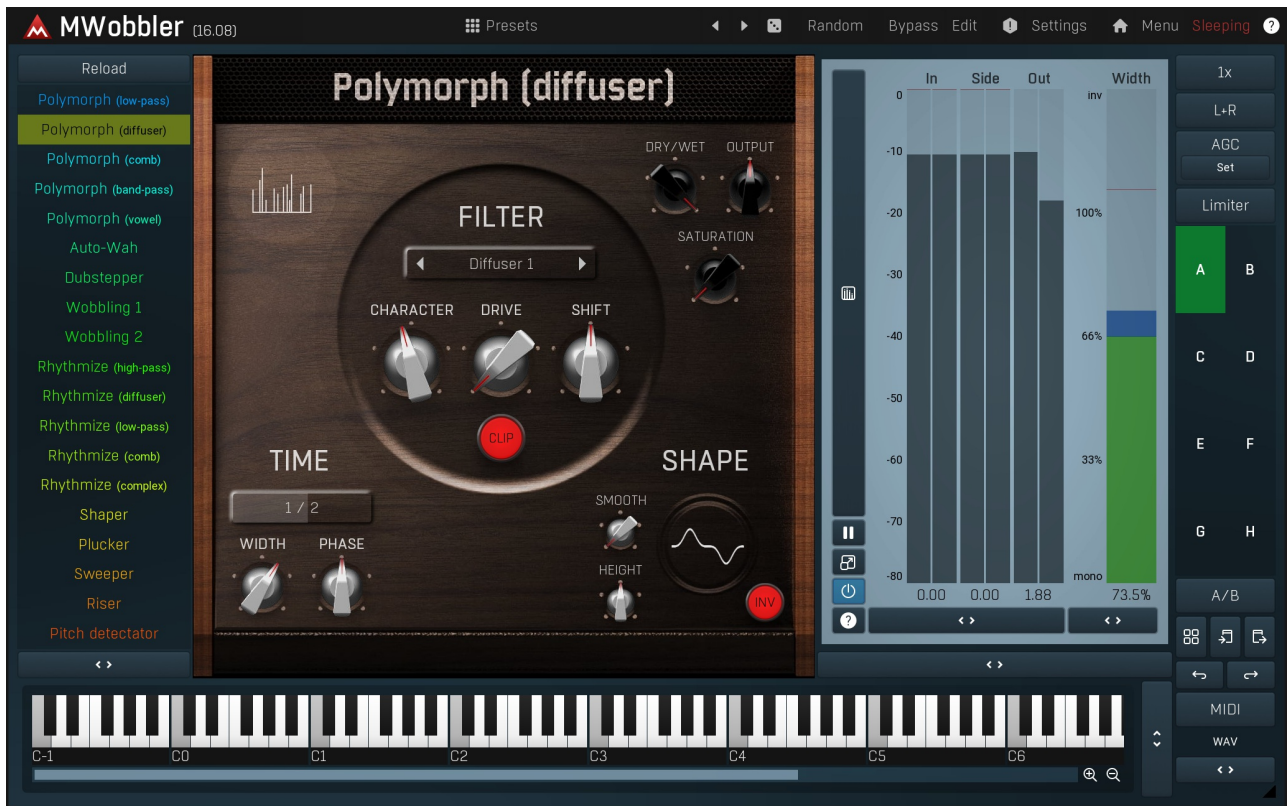 MWobbler (16.08)
Presets
Random
Bypass
Edit
Settings
Menu
Sleeping
?
Reload
Polymorph (low-pass)
Polymorph (diffuser)
Polymorph (comb)
Polymorph (band-pass)
Polymorph (vowel)
Auto-Wah
Dubstepper
Wobbling 1
Wobbling 2
Rhythmize (high-pass)
Rhythmize (diffuser)
Rhythmize (low-pass)
Rhythmize (comb)
Rhythmize (complex)
Shaper
Plucker
Sweeper
Riser
Pitch detectator
Polymorph (diffuser)
DRY/WET
OUTPUT
SATURATION
FILTER
Diffuser 1
CHARACTER
DRIVE
SHIFT
CLIP
TIME
1 / 2
WIDTH
PHASE
SHAPE
SMOOTH
HEIGHT
INV
In
Side
Out
Width
0
-10
-20
-30
-40
-50
-60
-70
-80
inv
100%
66%
33%
mono
0.00
0.00
1.88
73.5%
?
1x
L+R
AGC
Set
Limiter
A
B
C
D
E
F
G
H
A/B
MIDI
WAV
C-1
C0
C1
C2
C3
C4
C5
C6